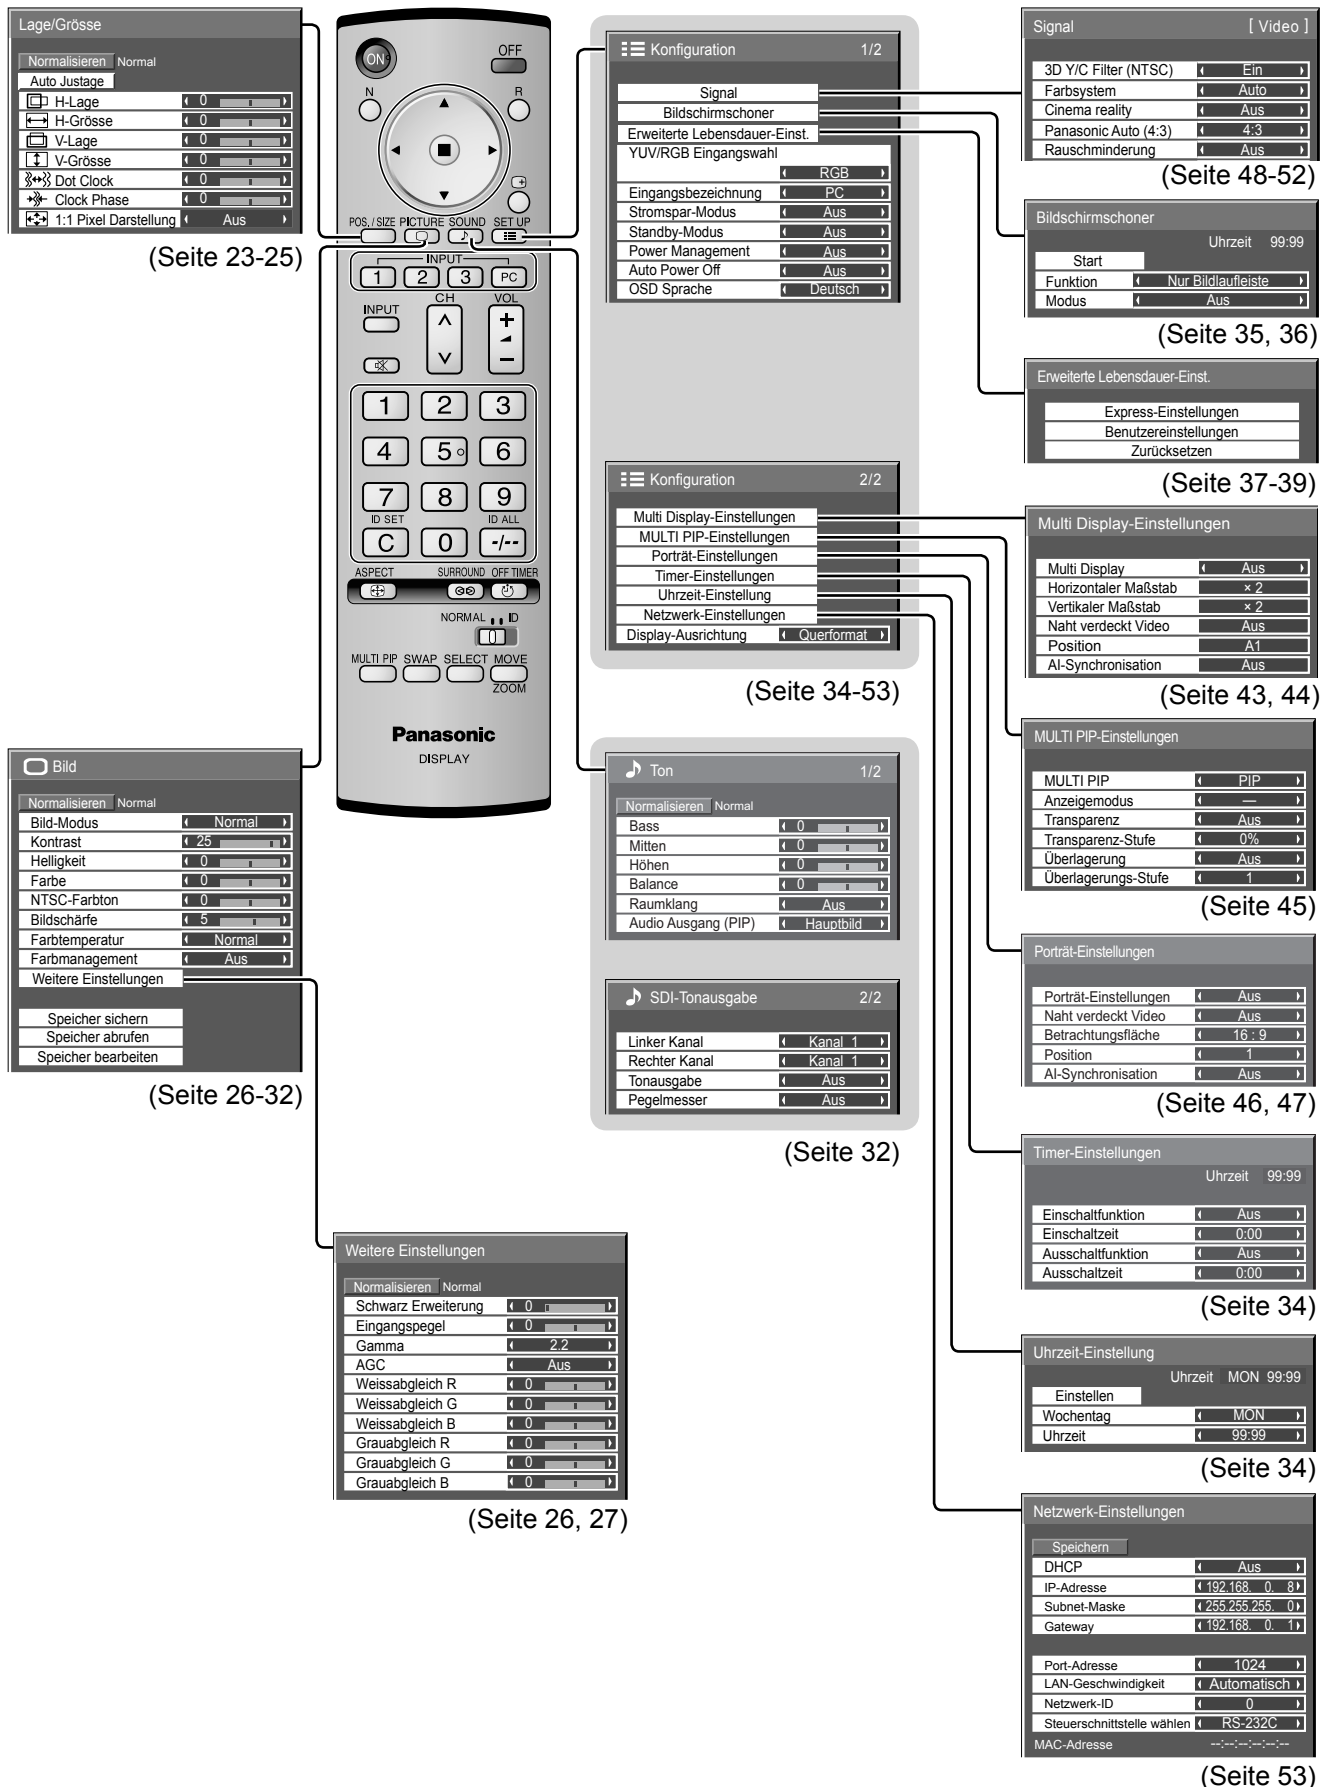 Lage/Grösse
Normalisieren Normal
Auto Justage
H-Lage 0
H-Grösse 0
V-Lage 0
V-Grösse 0
Dot Clock 0
Clock Phase 0
1:1 Pixel Darstellung Aus
(Seite 23-25)
ON
OFF
N
R
POS. / SIZE PICTURE SOUND SET UP
INPUT
1 2 3 PC
INPUT
CH
VOL
1 2 3
4 5 6
7 8 9
ID SET
ID ALL
C 0 -/--
ASPECT
SURROUND OFF TIMER
NORMAL ID
MULTI PIP SWAP SELECT MOVE
ZOOM
Panasonic
DISPLAY
Bild
Normalisieren Normal
Bild-Modus Normal
Kontrast 25
Helligkeit 0
Farbe 0
NTSC-Farbton 0
Bildschärfe 5
Farbtemperatur Normal
Farbmanagement Aus
Weitere Einstellungen
Speicher sichern
Speicher abrufen
Speicher bearbeiten
(Seite 26-32)
Weitere Einstellungen
Normalisieren Normal
Schwarz Erweiterung 0
Eingangspegel 0
Gamma 2.2
AGC Aus
Weissabgleich R 0
Weissabgleich G 0
Weissabgleich B 0
Grauabgleich R 0
Grauabgleich G 0
Grauabgleich B 0
(Seite 26, 27)
Konfiguration 1/2
Signal
Bildschirmschoner
Erweiterte Lebensdauer-Einst.
YUV/RGB Eingangswahl
RGB
Eingangsbezeichnung PC
Stromspar-Modus Aus
Standby-Modus Aus
Power Management Aus
Auto Power Off Aus
OSD Sprache Deutsch
Konfiguration 2/2
Multi Display-Einstellungen
MULTI PIP-Einstellungen
Porträt-Einstellungen
Timer-Einstellungen
Uhrzeit-Einstellung
Netzwerk-Einstellungen
Display-Ausrichtung Querformat
(Seite 34-53)
Ton 1/2
Normalisieren Normal
Bass 0
Mitten 0
Höhen 0
Balance 0
Raumklang Aus
Audio Ausgang (PIP) Hauptbild
SDI-Tonausgabe 2/2
Linker Kanal Kanal 1
Rechter Kanal Kanal 1
Tonausgabe Aus
Pegelmesser Aus
(Seite 32)
Signal [ Video ]
3D Y/C Filter (NTSC) Ein
Farbsystem Auto
Cinema reality Aus
Panasonic Auto (4:3) 4:3
Rauschminderung Aus
(Seite 48-52)
Bildschirmschoner
Uhrzeit 99:99
Start
Funktion Nur Bildlaufleiste
Modus Aus
(Seite 35, 36)
Erweiterte Lebensdauer-Einst.
Express-Einstellungen
Benutzereinstellungen
Zurücksetzen
(Seite 37-39)
Multi Display-Einstellungen
Multi Display Aus
Horizontaler Maßstab × 2
Vertikaler Maßstab × 2
Naht verdeckt Video Aus
Position A1
AI-Synchronisation Aus
(Seite 43, 44)
MULTI PIP-Einstellungen
MULTI PIP PIP
Anzeigemodus —
Transparenz Aus
Transparenz-Stufe 0%
Überlagerung Aus
Überlagerungs-Stufe 1
(Seite 45)
Porträt-Einstellungen
Porträt-Einstellungen Aus
Naht verdeckt Video Aus
Betrachtungsfläche 16 : 9
Position 1
AI-Synchronisation Aus
(Seite 46, 47)
Timer-Einstellungen
Uhrzeit 99:99
Einschaltfunktion Aus
Einschaltzeit 0:00
Ausschaltfunktion Aus
Ausschaltzeit 0:00
(Seite 34)
Uhrzeit-Einstellung
Uhrzeit MON 99:99
Einstellen
Wochentag MON
Uhrzeit 99:99
(Seite 34)
Netzwerk-Einstellungen
Speichern
DHCP Aus
IP-Adresse 192.168. 0. 8
Subnet-Maske 255.255.255. 0
Gateway 192.168. 0. 1
Port-Adresse 1024
LAN-Geschwindigkeit Automatisch
Netzwerk-ID 0
Steuerschnittstelle wählen RS-232C
MAC-Adresse --:--:--:--:--:--
(Seite 53)